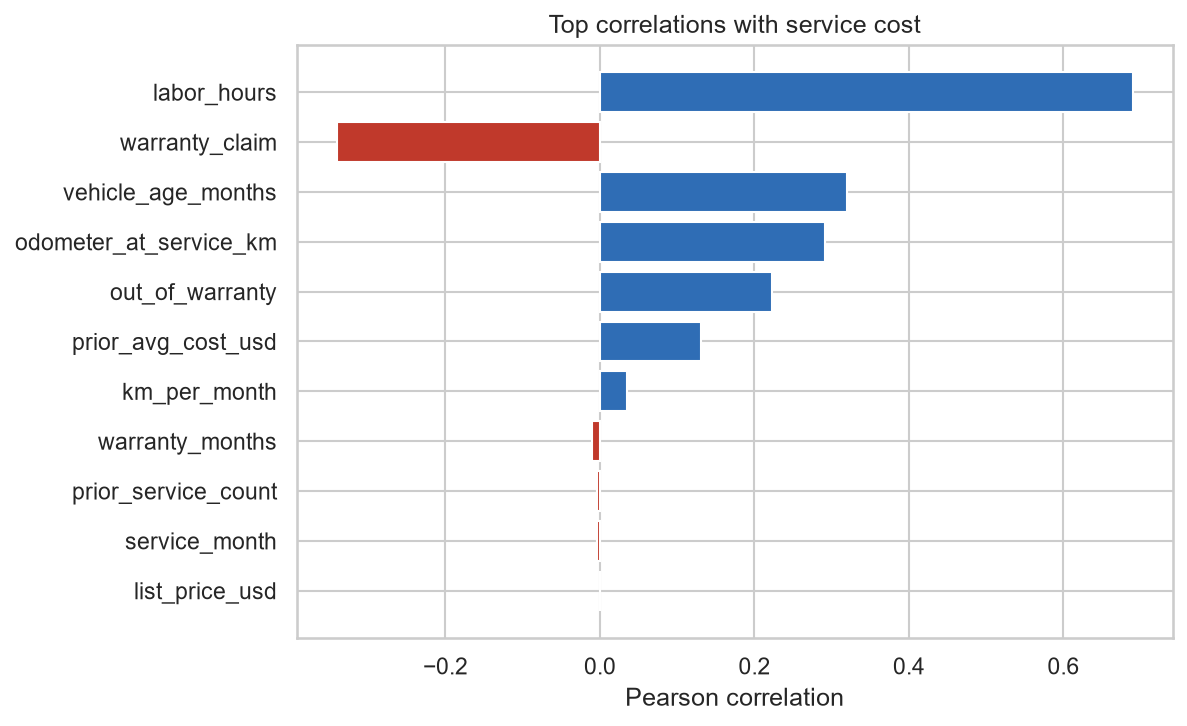 Top correlations with service cost
labor_hours
warranty_claim
vehicle_age_months
odometer_at_service_km
out_of_warranty
prior_avg_cost_usd
km_per_month
warranty_months
prior_service_count
service_month
list_price_usd
−0.2 0.0 0.2 0.4 0.6
Pearson correlation